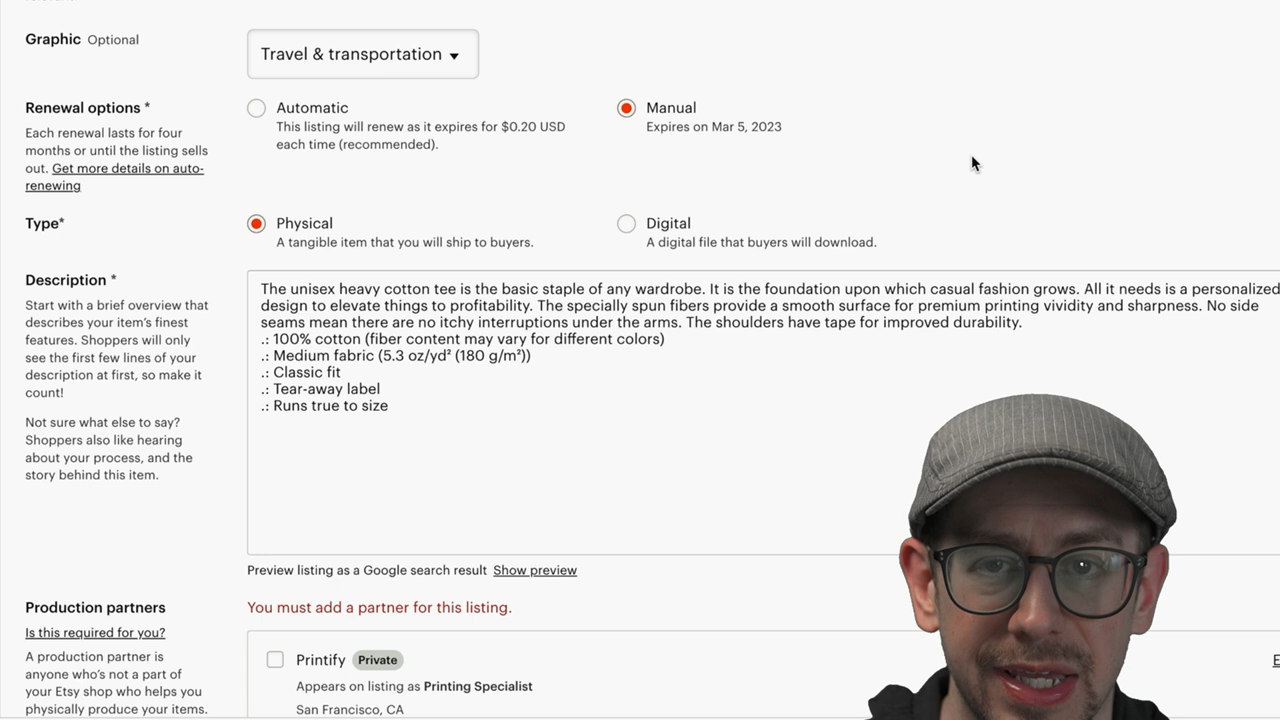 Graphic Optional
Travel & transportation
Renewal options *
Each renewal lasts for four
months or until the listing sells
out. Get more details on auto-
renewing
Automatic
This listing will renew as it expires for $0.20 USD
each time (recommended).
Manual
Expires on Mar 5, 2023
Type*
Physical
A tangible item that you will ship to buyers.
Digital
A digital file that buyers will download.
Description *
Start with a brief overview that
describes your item's finest
features. Shoppers will only
see the first few lines of your
description at first, so make it
count!
Not sure what else to say?
Shoppers also like hearing
about your process, and the
story behind this item.
The unisex heavy cotton tee is the basic staple of any wardrobe. It is the foundation upon which casual fashion grows. All it needs is a personalized
design to elevate things to profitability. The specially spun fibers provide a smooth surface for premium printing vividity and sharpness. No side
seams mean there are no itchy interruptions under the arms. The shoulders have tape for improved durability.
.: 100% cotton (fiber content may vary for different colors)
.: Medium fabric (5.3 oz/yd² (180 g/m²))
.: Classic fit
.: Tear-away label
.: Runs true to size
Preview listing as a Google search result Show preview
Production partners
Is this required for you?
A production partner is
anyone who's not a part of
your Etsy shop who helps you
physically produce your items.
You must add a partner for this listing.
Printify Private
Appears on listing as Printing Specialist
San Francisco, CA